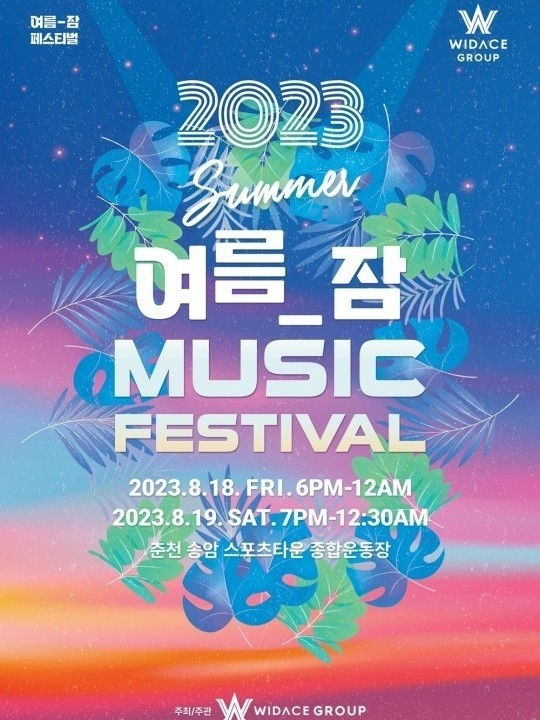 여름-잠
페스티벌
WIDACE
GROUP
2023
Summer
여름_잠
MUSIC
FESTIVAL
2023.8.18. FRI. 6PM-12AM
2023.8.19. SAT. 7PM-12:30AM
춘천 송암 스포츠타운 종합운동장
주최/주관 WIDACE GROUP